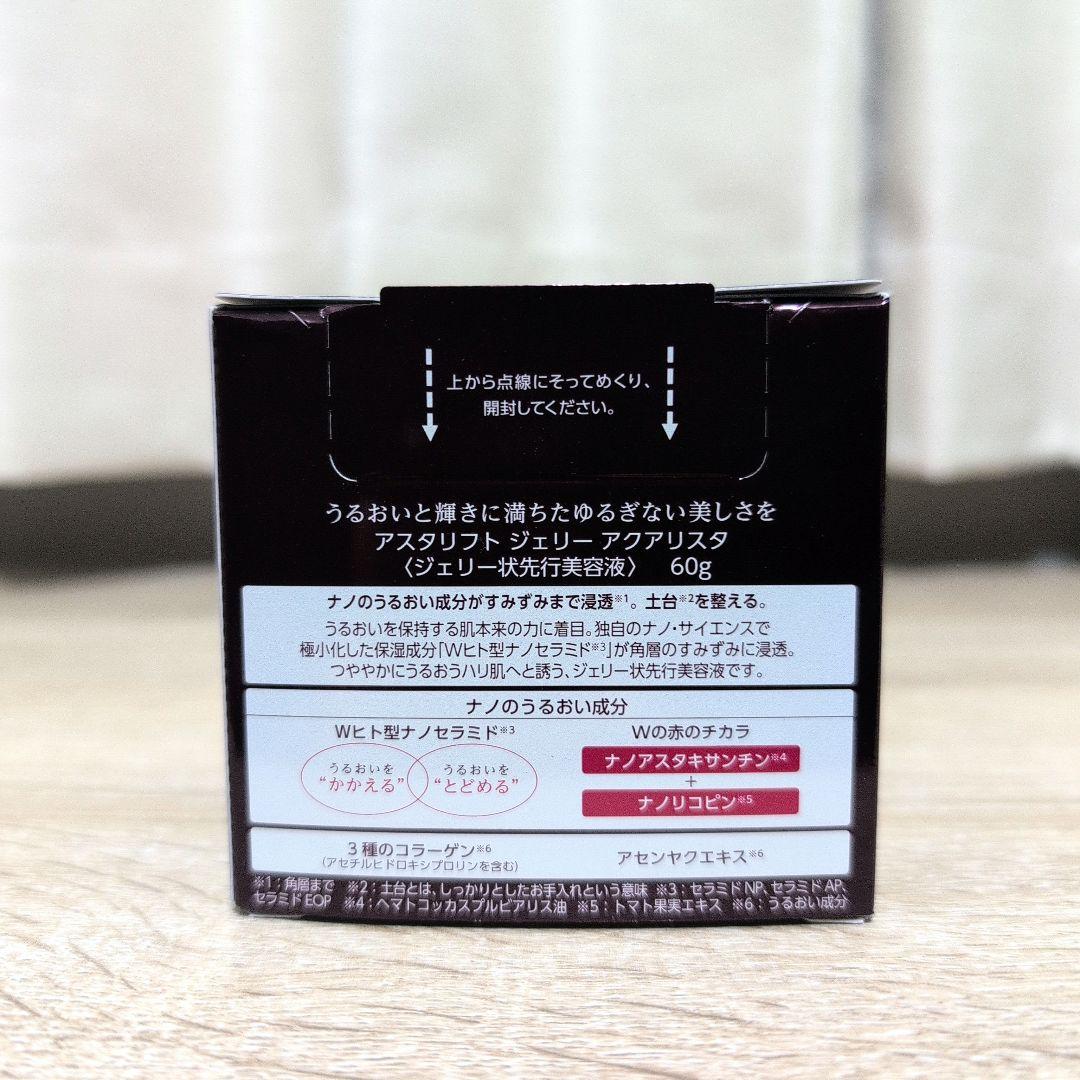 上から点線にそってめくり、
開封してください。
うるおいと輝きに満ちたゆるぎない美しさを
アスタリフト ジェリー アクアリスタ
〈ジェリー状先行美容液〉 60g
ナノのうるおい成分がすみずみまで浸透※1。土台※2を整える。
うるおいを保持する肌本来の力に着目。独自のナノ・サイエンスで
極小化した保湿成分「Wヒト型ナノセラミド※3」が角層のすみずみに浸透。
つややかにうるおうハリ肌へと誘う、ジェリー状先行美容液です。
ナノのうるおい成分
Wヒト型ナノセラミド※3
うるおいを
“かかえる”
うるおいを
“とどめる”
Wの赤のチカラ
ナノアスタキサンチン※4
+
ナノリコピン※5
3種のコラーゲン※6
(アセチルヒドロキシプロリンを含む)
アセンヤクエキス※6
※1：角層まで ※2：土台とは、しっかりとしたお手入れという意味 ※3：セラミドNP、セラミドAP、
セラミドEOP ※4：ヘマトコッカスプルビアリス油 ※5：トマト果実エキス ※6：うるおい成分